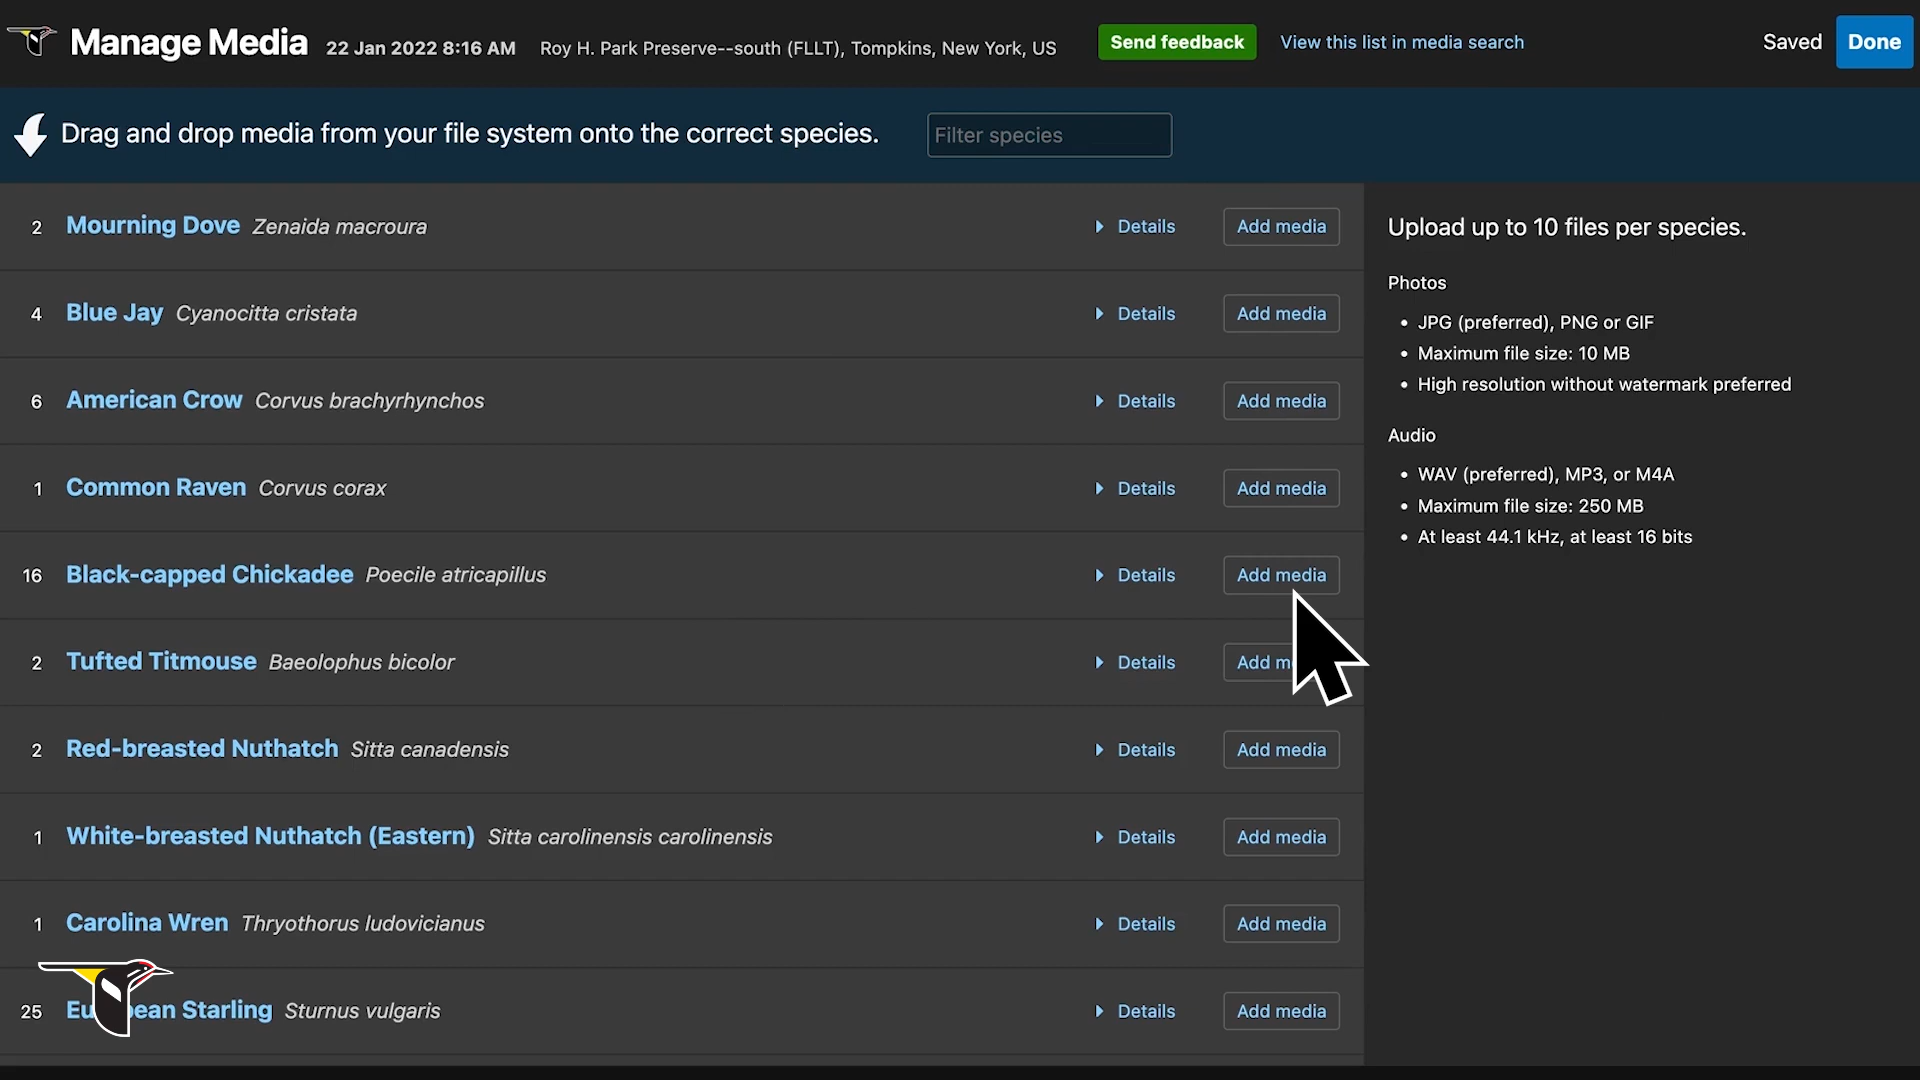 Manage Media 22 Jan 2022 8:16 AM Roy H. Park Preserve--south (FLLT), Tompkins, New York, US Send feedback View this list in media search Saved Done
Drag and drop media from your file system onto the correct species. Filter species
2 Mourning Dove Zenaida macroura Details Add media
4 Blue Jay Cyanocitta cristata Details Add media
6 American Crow Corvus brachyrhynchos Details Add media
1 Common Raven Corvus corax Details Add media
16 Black-capped Chickadee Poecile atricapillus Details Add media
2 Tufted Titmouse Baeolophus bicolor Details Add m
2 Red-breasted Nuthatch Sitta canadensis Details Add media
1 White-breasted Nuthatch (Eastern) Sitta carolinensis carolinensis Details Add media
1 Carolina Wren Thryothorus ludovicianus Details Add media
25 Eu ean Starling Sturnus vulgaris Details Add media
Upload up to 10 files per species.
Photos
• JPG (preferred), PNG or GIF
• Maximum file size: 10 MB
• High resolution without watermark preferred
Audio
• WAV (preferred), MP3, or M4A
• Maximum file size: 250 MB
• At least 44.1 kHz, at least 16 bits